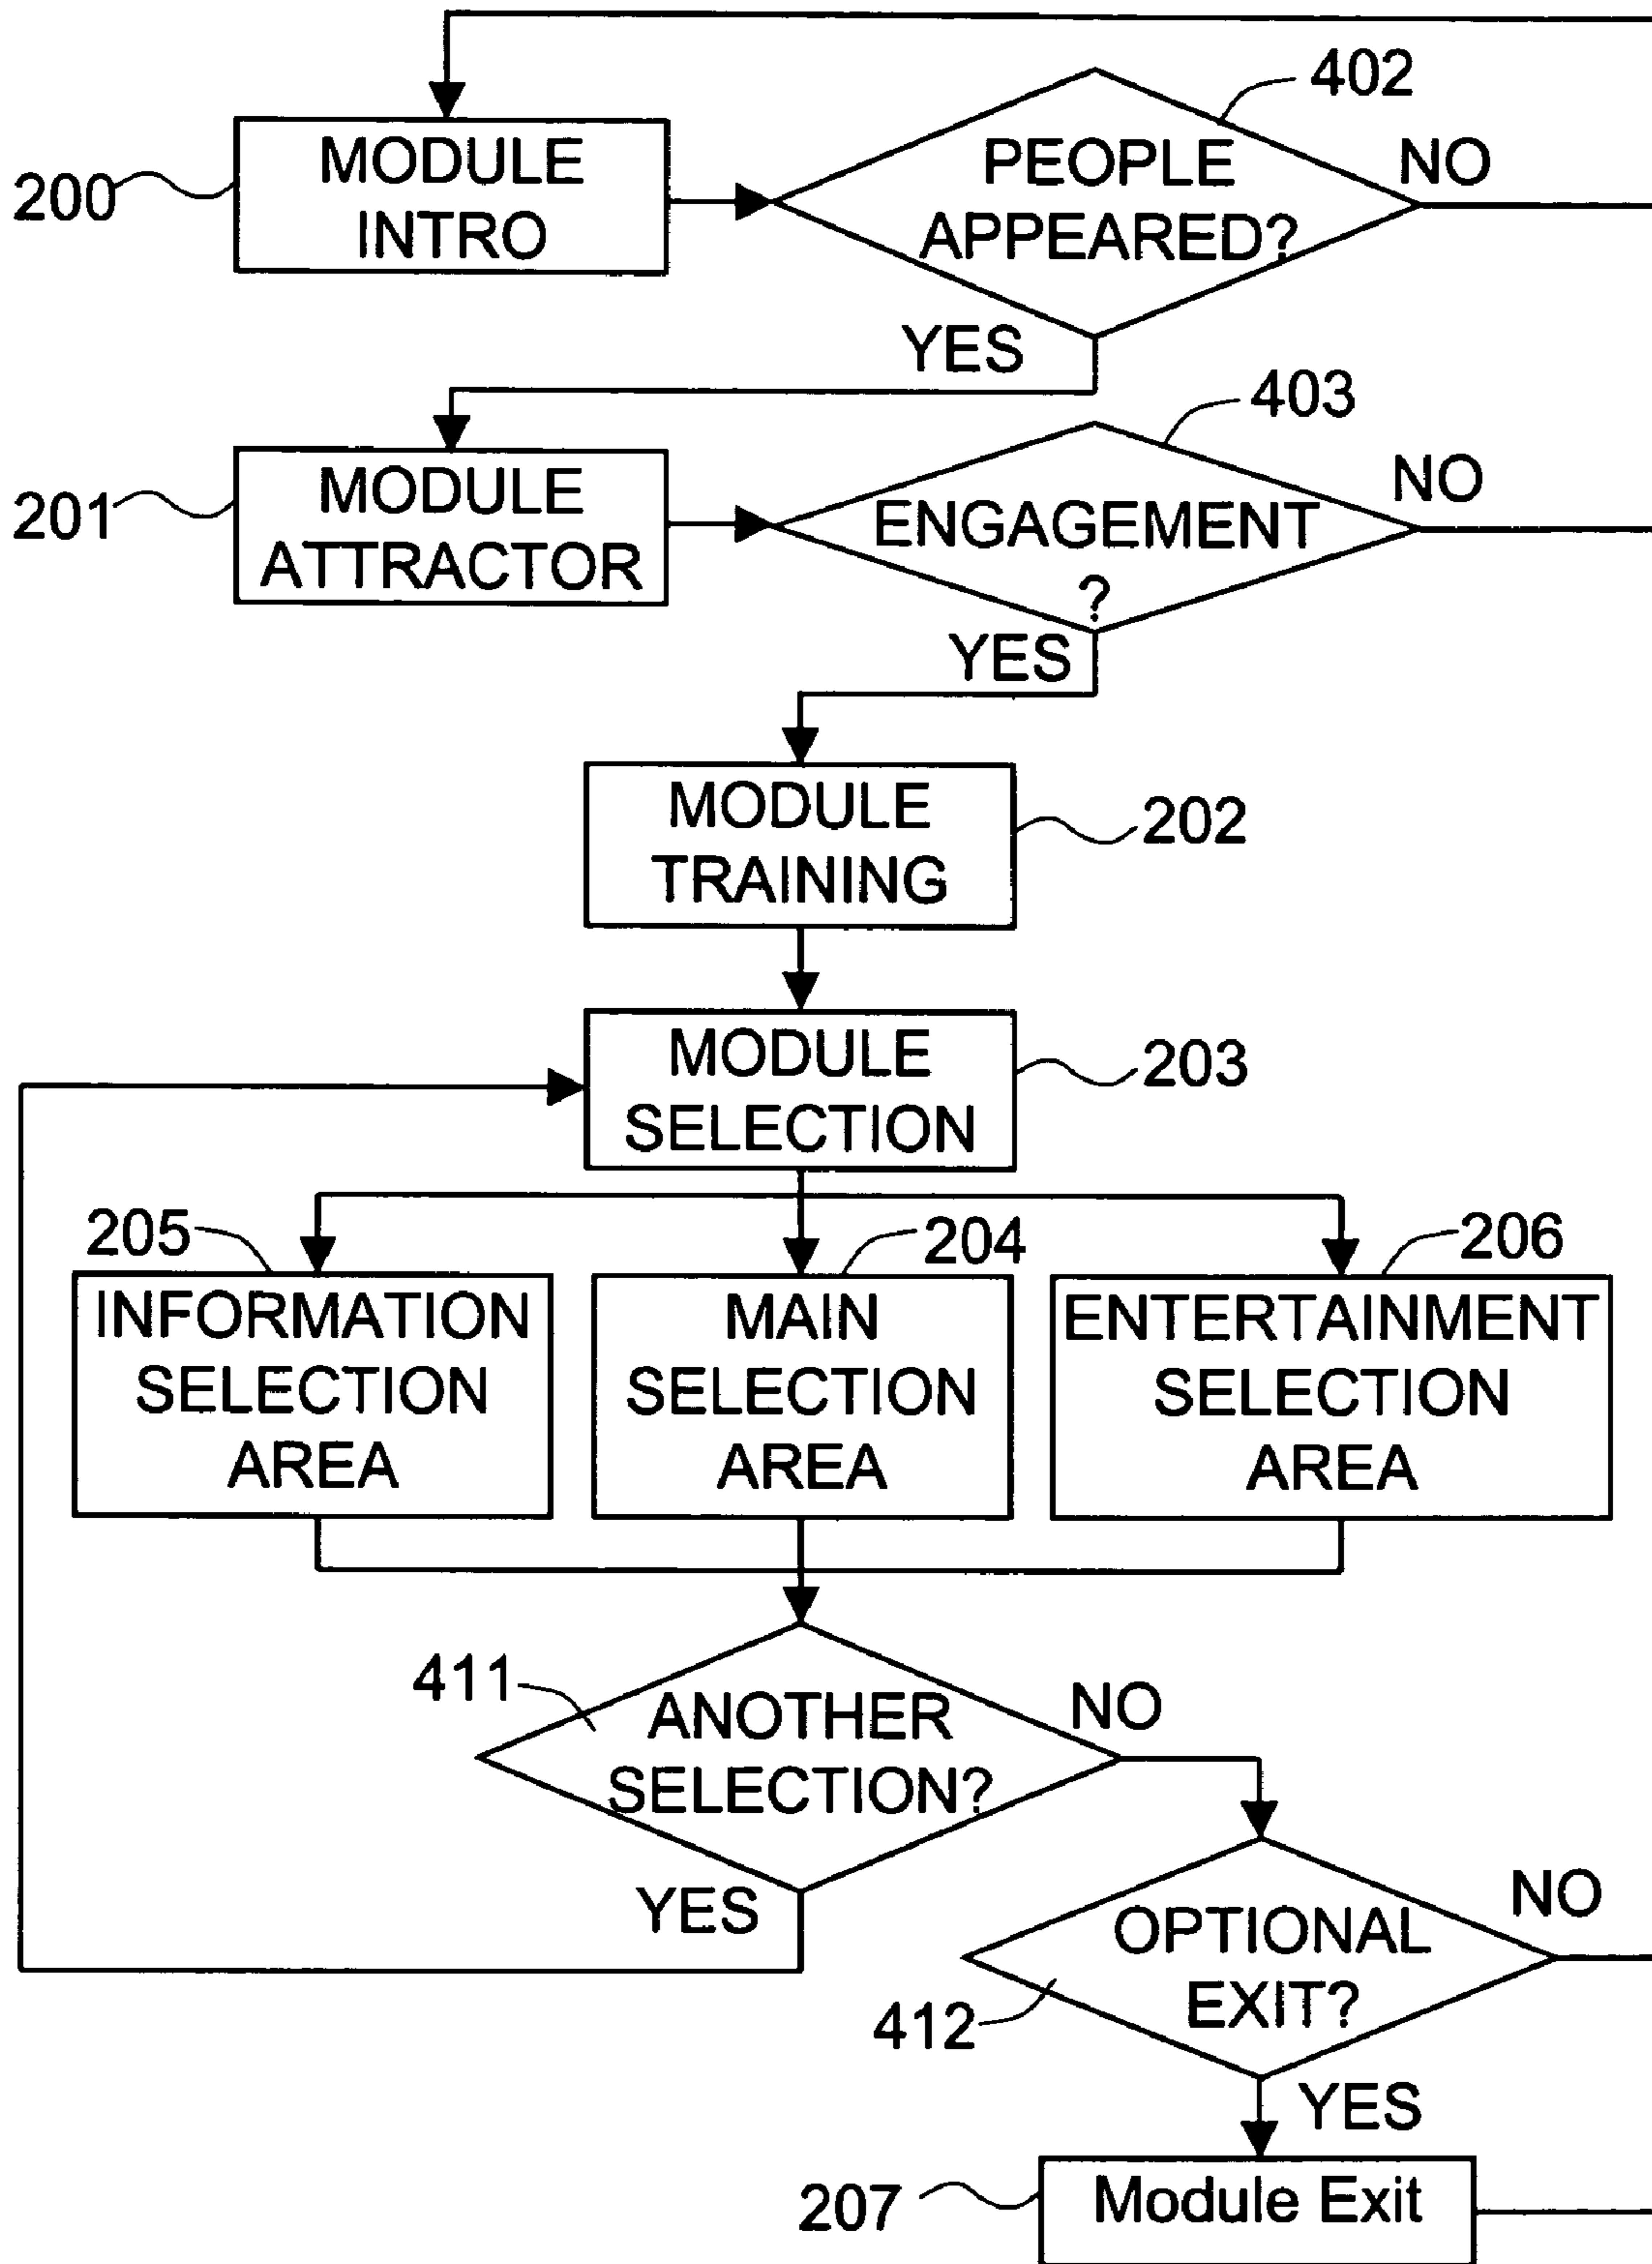 402
MODULE
INTRO
200
PEOPLE
APPEARED?
NO
YES
403
MODULE
ATTRACTOR
201
ENGAGEMENT
?
NO
YES
MODULE
TRAINING
202
MODULE
SELECTION
203
205
204
206
INFORMATION
SELECTION
AREA
MAIN
SELECTION
AREA
ENTERTAINMENT
SELECTION
AREA
411
ANOTHER
SELECTION?
NO
YES
OPTIONAL
EXIT?
NO
412
YES
207
Module Exit